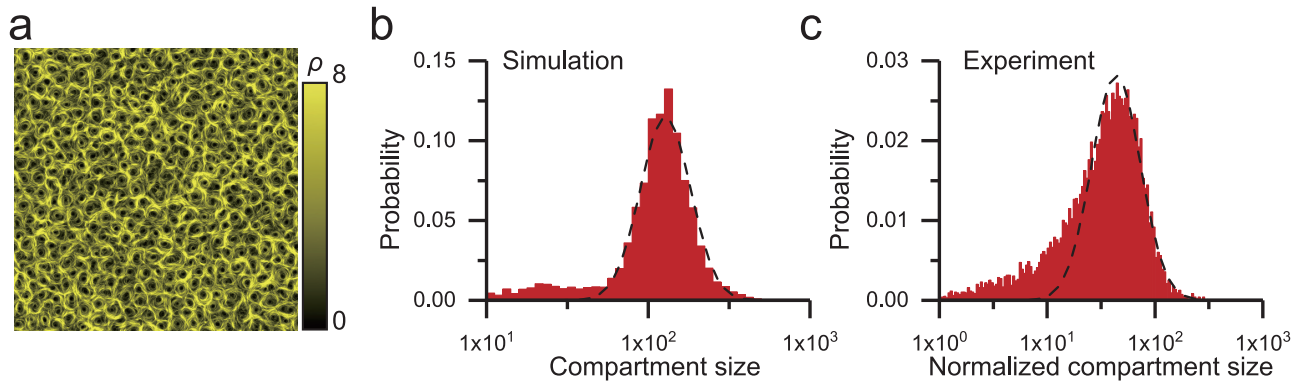 a
ρ
8
0
b
Simulation
0.15
0.10
0.05
0.00
Probability
1x10¹
1x10²
1x10³
Compartment size
c
Experiment
0.03
0.02
0.01
0.00
Probability
1x10⁰
1x10¹
1x10²
1x10³
Normalized compartment size